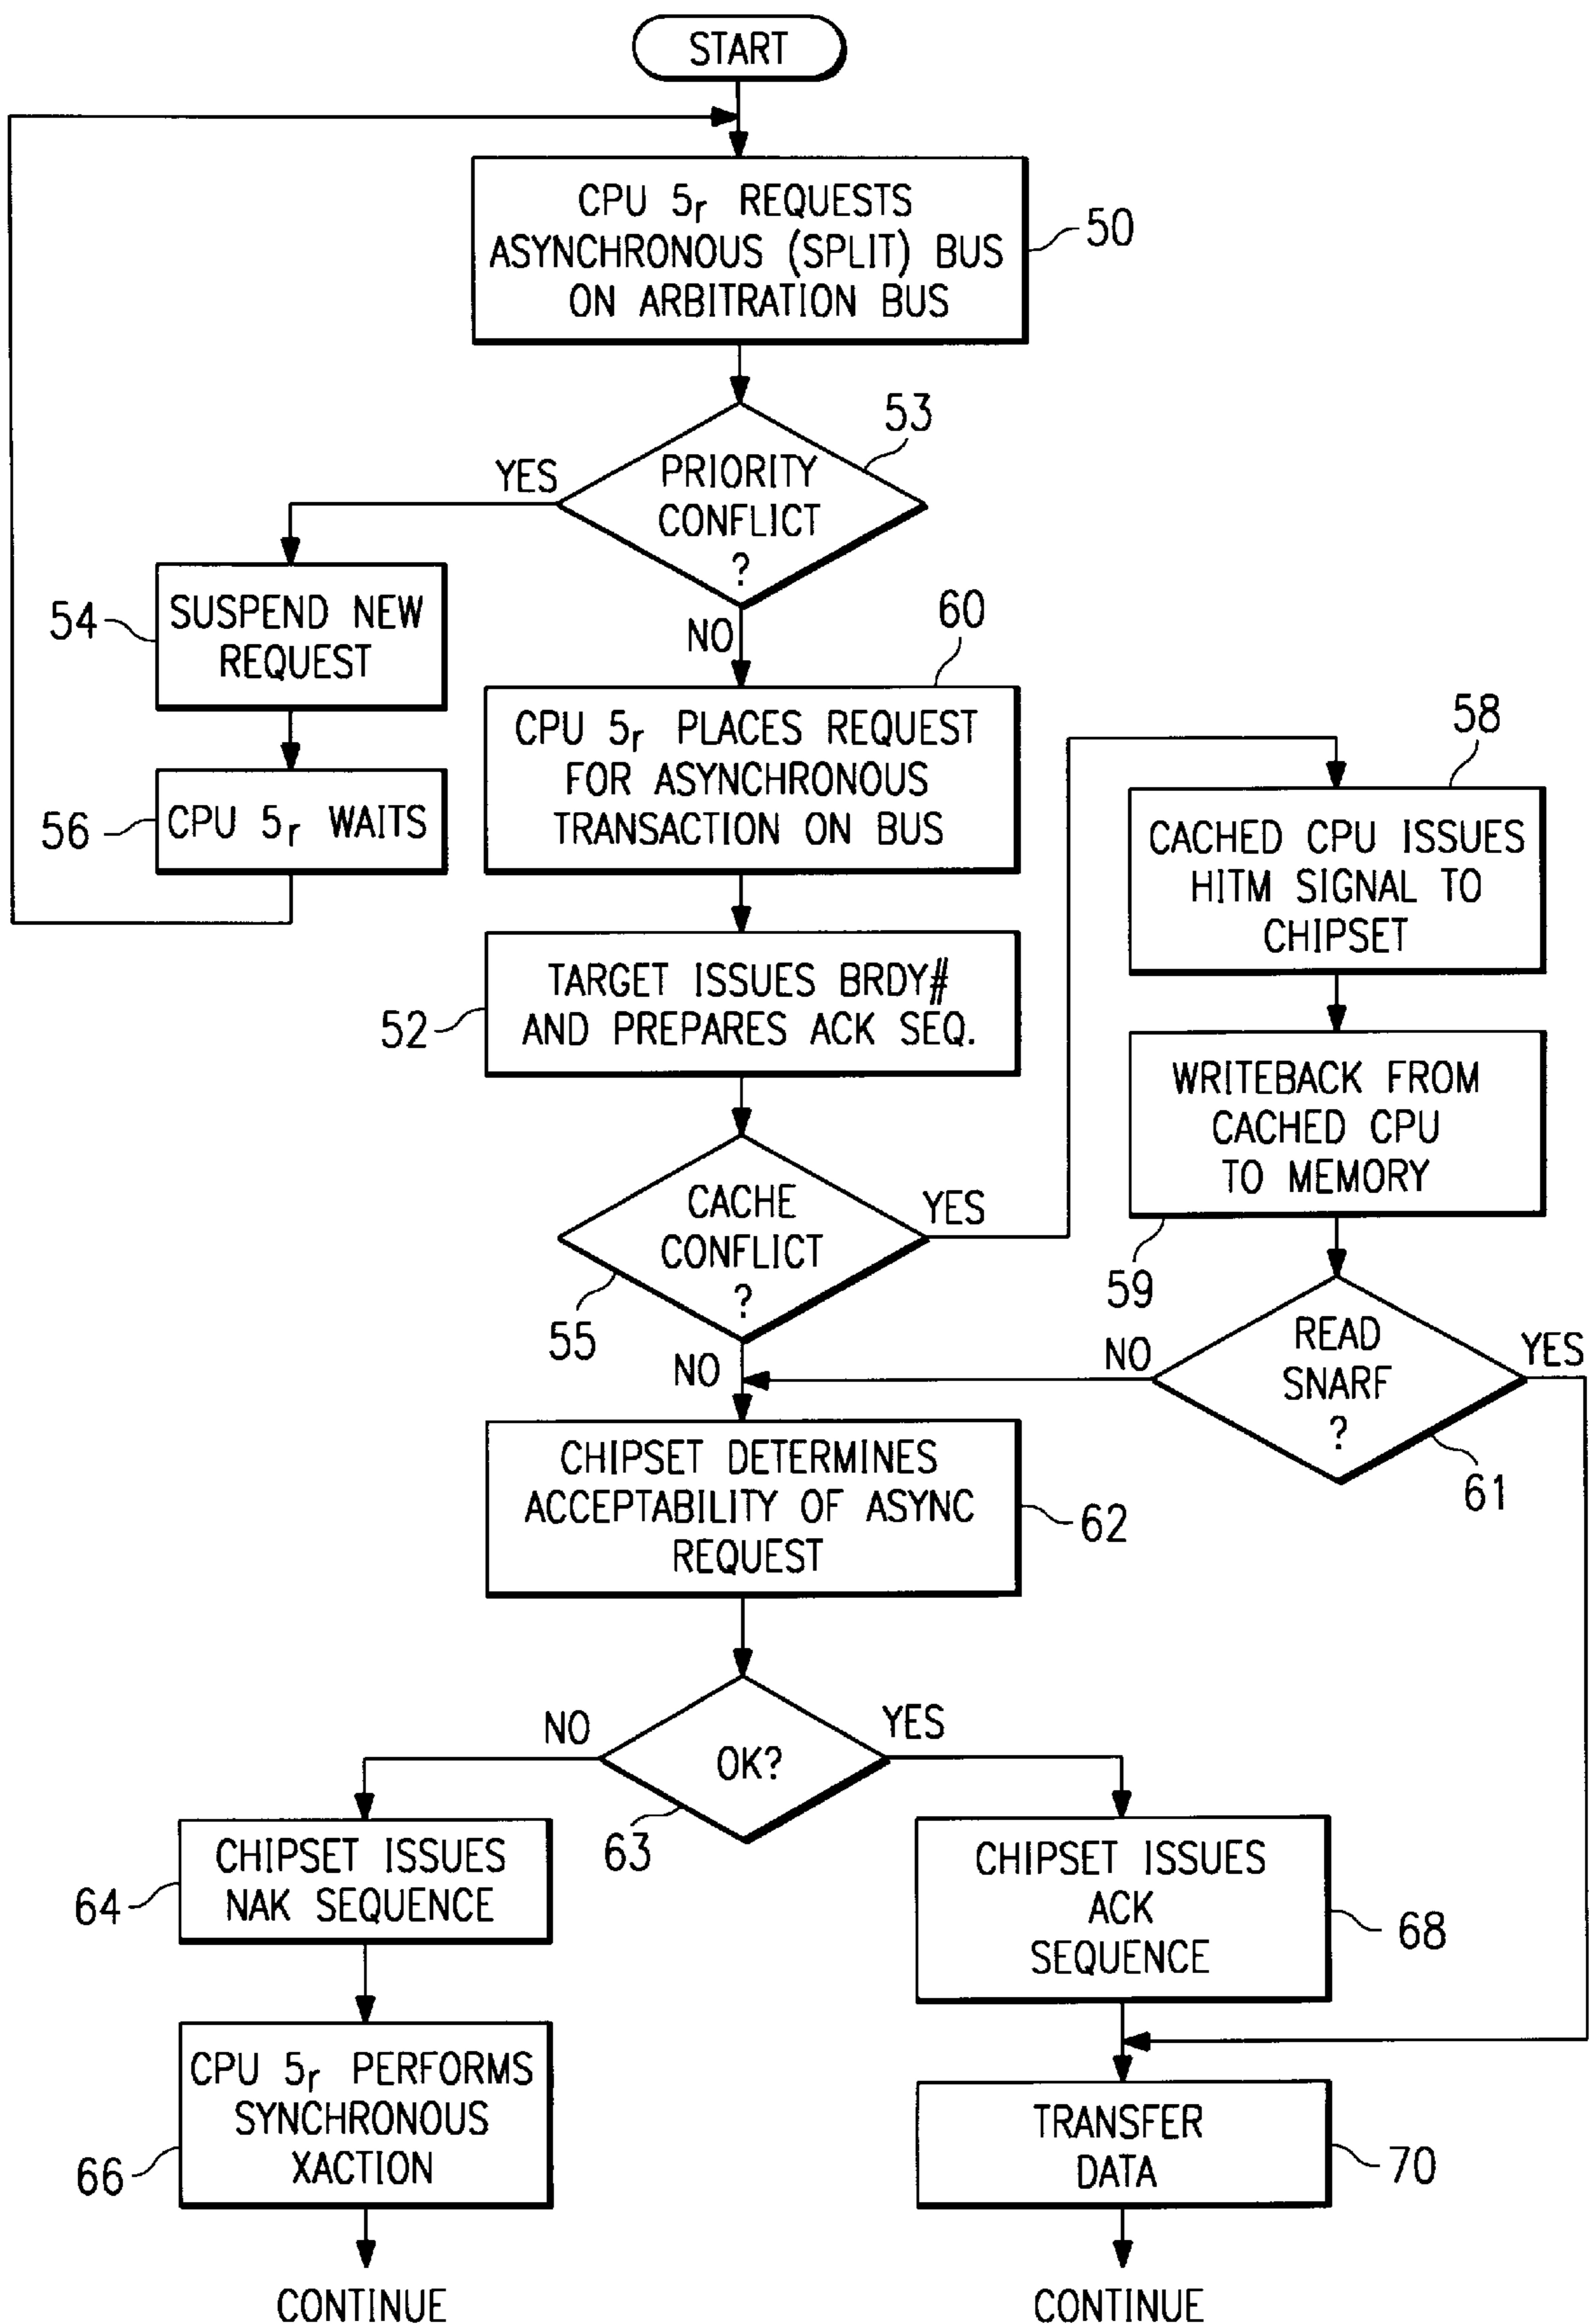 START
CPU 5r REQUESTS
ASYNCHRONOUS (SPLIT) BUS
ON ARBITRATION BUS
50
53
PRIORITY
CONFLICT
?
YES
NO
SUSPEND NEW
REQUEST
54
CPU 5r WAITS
56
60
CPU 5r PLACES REQUEST
FOR ASYNCHRONOUS
TRANSACTION ON BUS
TARGET ISSUES BRDY#
AND PREPARES ACK SEQ.
52
CACHE
CONFLICT
?
YES
55
NO
58
CACHED CPU ISSUES
HITM SIGNAL TO
CHIPSET
WRITEBACK FROM
CACHED CPU
TO MEMORY
59
READ
SNARF
?
NO
YES
61
CHIPSET DETERMINES
ACCEPTABILITY OF ASYNC
REQUEST
62
OK?
NO
YES
63
CHIPSET ISSUES
NAK SEQUENCE
64
CPU 5r PERFORMS
SYNCHRONOUS
XACTION
66
CONTINUE
CHIPSET ISSUES
ACK
SEQUENCE
68
TRANSFER
DATA
70
CONTINUE